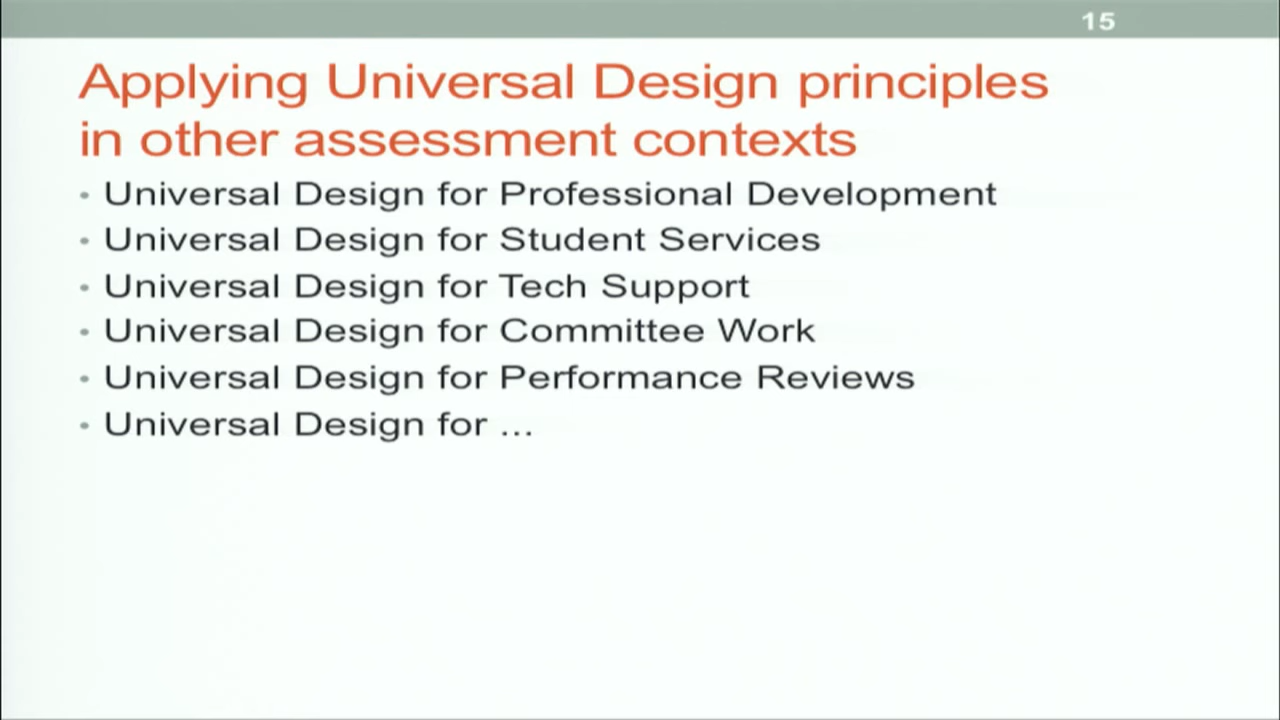 15
Applying Universal Design principles
in other assessment contexts
• Universal Design for Professional Development
• Universal Design for Student Services
• Universal Design for Tech Support
• Universal Design for Committee Work
• Universal Design for Performance Reviews
• Universal Design for ...